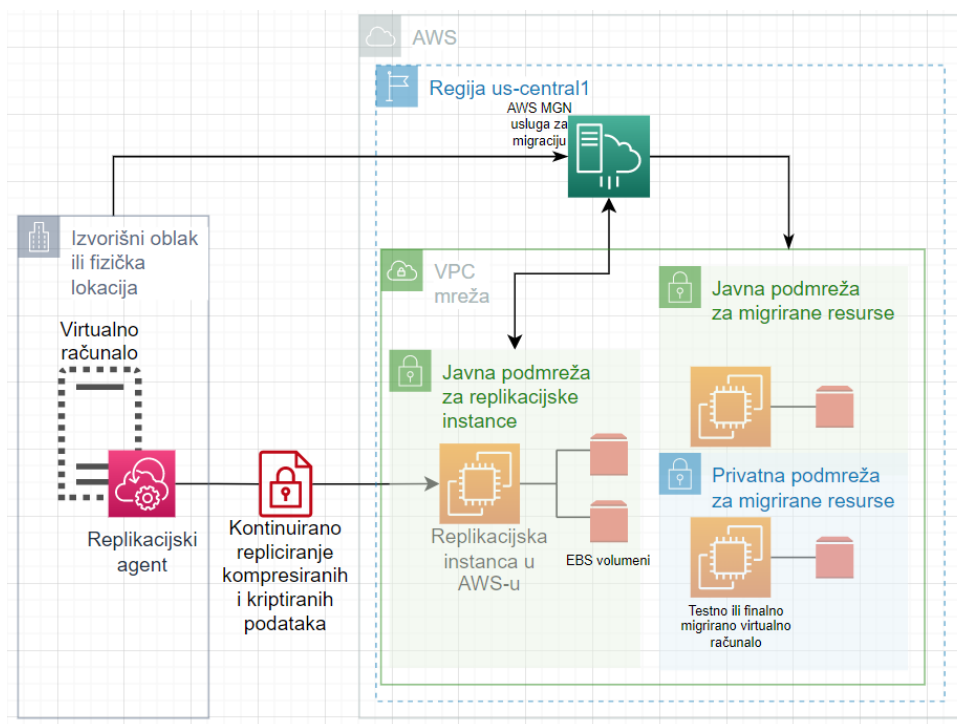 AWS
Regija us-central1
AWS MGN
usluga za
migraciju
Izvorišni oblak
ili fizička
lokacija
Virtualno
računalo
Replikacijski
agent
Kontinuirano
repliciranje
kompresiranih
i kriptiranih
podataka
VPC
mreža
Javna podmreža
za replikacijske
instance
Replikacijska
instanca u
AWS-u
EBS volumeni
Javna podmreža
za migrirane resurse
Privatna podmreža
za migrirane resurse
Testno ili finalno
migrirano virtualno
računalo